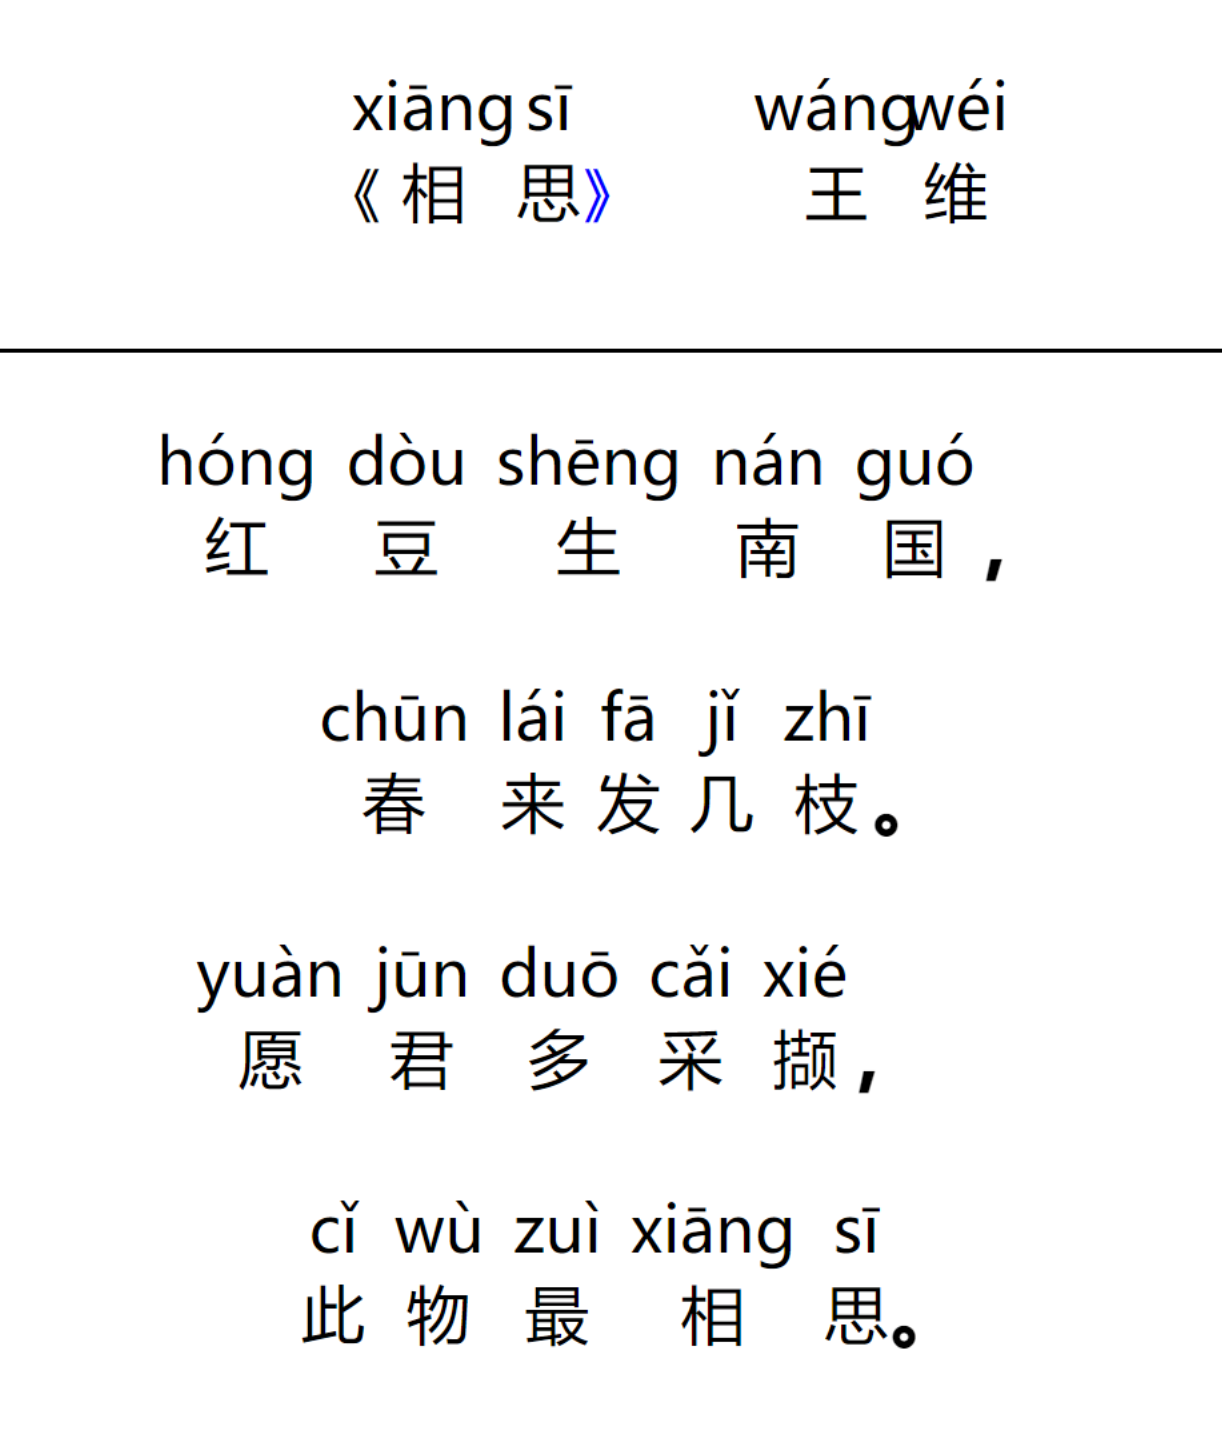 xiāng sī wáng wéi
《相思》 王维
hóng dòu shēng nán guó
红豆生南国，
chūn lái fā jǐ zhī
春来发几枝。
yuàn jūn duō cǎi xié
愿君多采撷，
cǐ wù zuì xiāng sī
此物最相思。